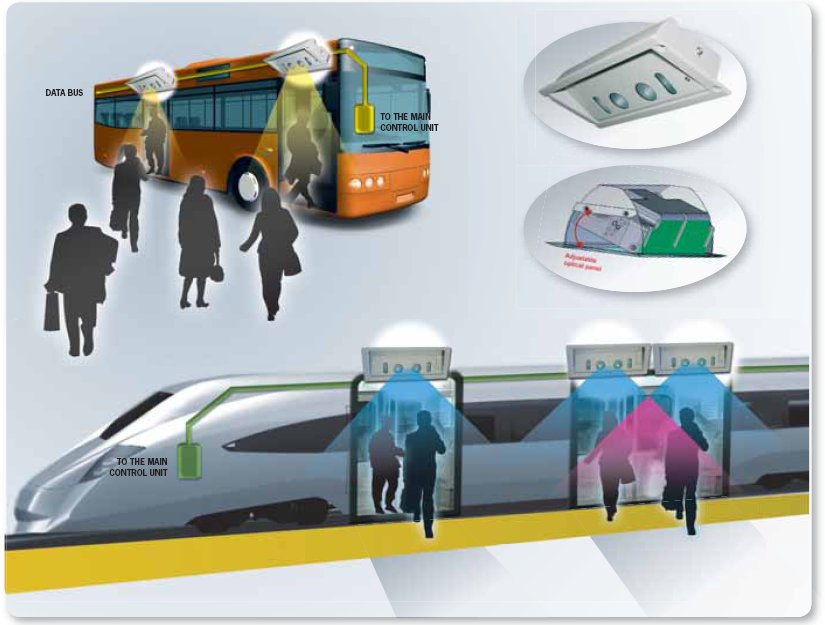 DATA BUS
TO THE MAIN
CONTROL UNIT
Adjustable
optical panel
TO THE MAIN
CONTROL UNIT